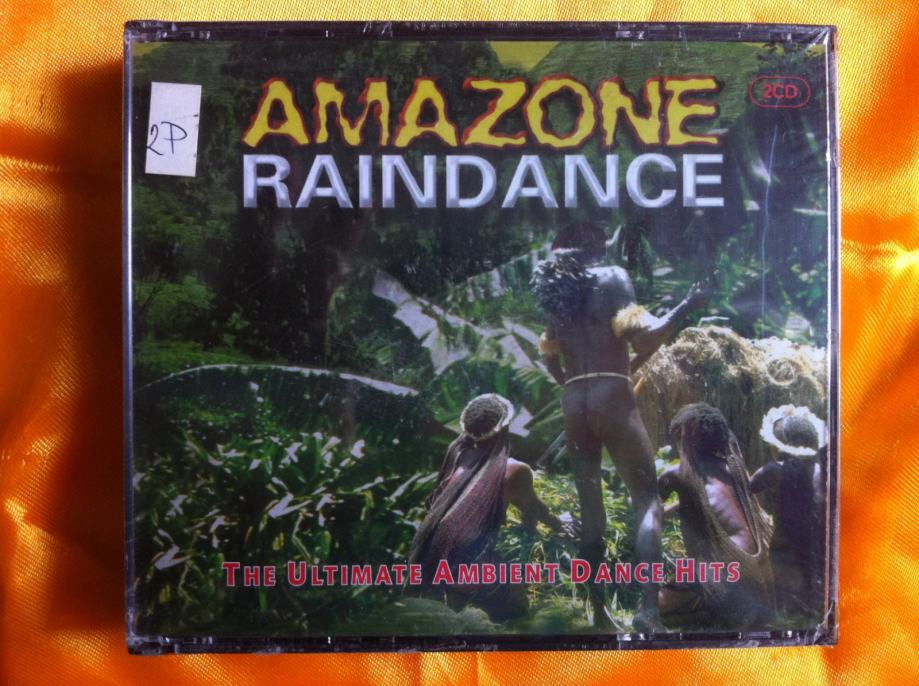 AMAZONE
2CD
2P
RAINDANCE
THE ULTIMATE AMBIENT DANCE HITS